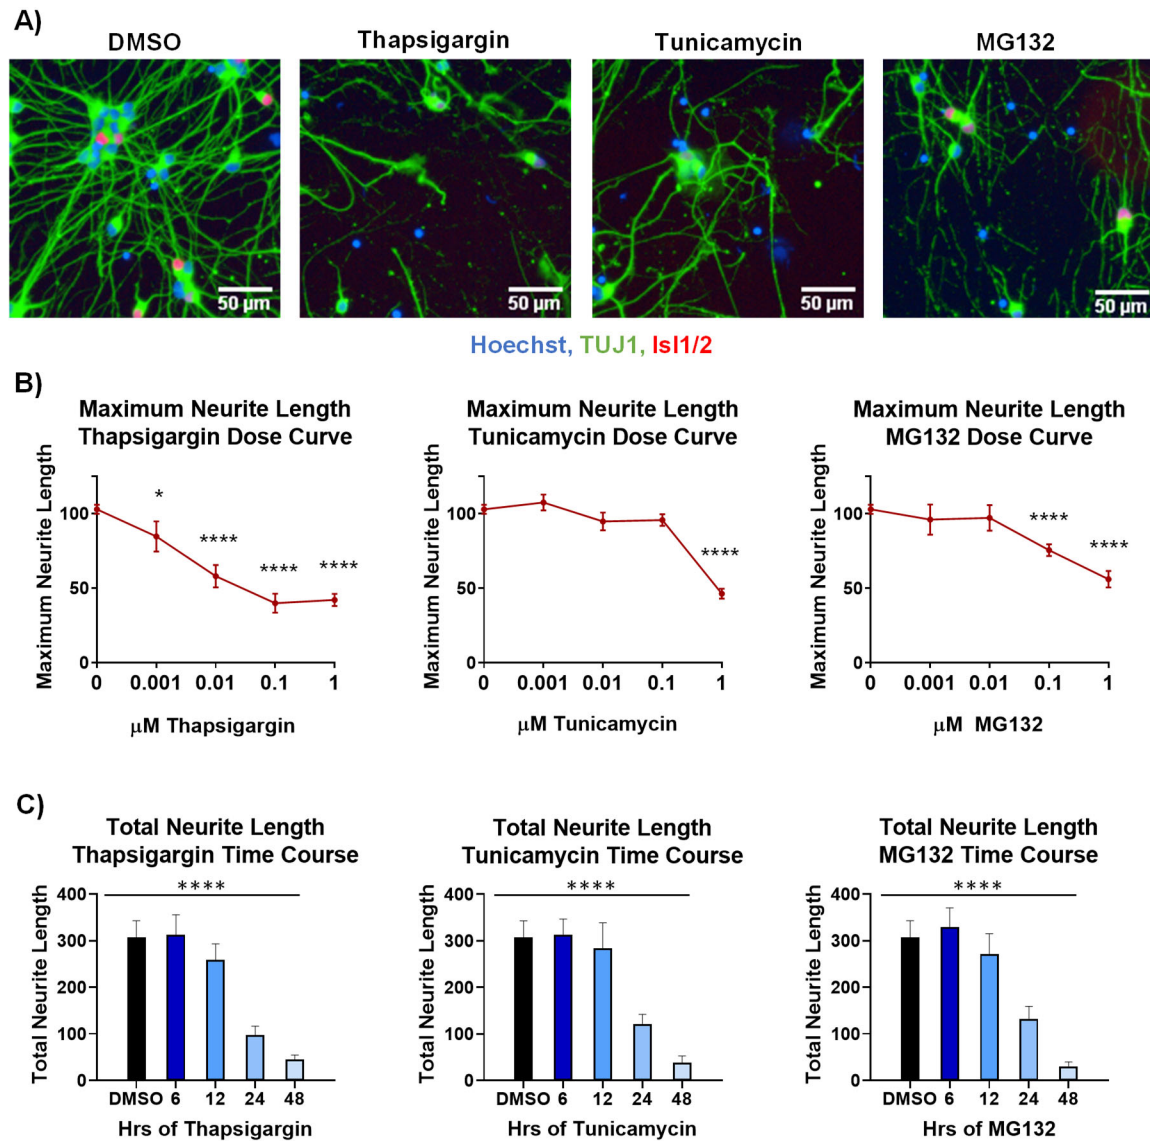 A)
DMSO
Thapsigargin
Tunicamycin
MG132
50 µm
50 µm
50 µm
50 µm
Hoechst, TUJ1, Isl1/2
B)
Maximum Neurite Length
Thapsigargin Dose Curve
Maximum Neurite Length
100
50
0
*
****
****
****
0 0.001 0.01 0.1 1
µM Thapsigargin
Maximum Neurite Length
Tunicamycin Dose Curve
Maximum Neurite Length
100
50
0
****
0 0.001 0.01 0.1 1
µM Tunicamycin
Maximum Neurite Length
MG132 Dose Curve
Maximum Neurite Length
100
50
0
****
****
0 0.001 0.01 0.1 1
µM MG132
C)
Total Neurite Length
Thapsigargin Time Course
****
Total Neurite Length
400
300
200
100
0
DMSO 6 12 24 48
Hrs of Thapsigargin
Total Neurite Length
Tunicamycin Time Course
****
Total Neurite Length
400
300
200
100
0
DMSO 6 12 24 48
Hrs of Tunicamycin
Total Neurite Length
MG132 Time Course
****
Total Neurite Length
400
300
200
100
0
DMSO 6 12 24 48
Hrs of MG132